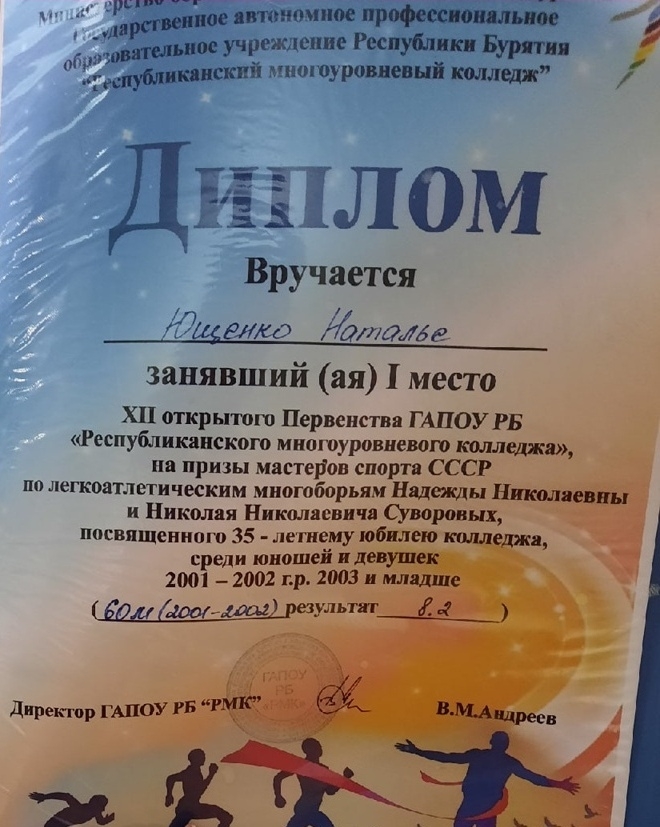 Государственное автономное профессиональное
образовательное учреждение Республики Бурятия
“Республиканский многоуровневый колледж”
Диплом
Вручается
Ющенко Наталье
занявший (ая) I место
XII открытого Первенства ГАПОУ РБ
«Республиканского многоуровневого колледжа»,
на призы мастеров спорта СССР
по легкоатлетическим многоборьям Надежды Николаевны
и Николая Николаевича Суворовых,
посвященного 35 - летнему юбилею колледжа,
среди юношей и девушек
2001 – 2002 г.р. 2003 и младше
(60м (2001-2002) результат 8.2 )
ГАПОУ
РБ
«РМК»
Директор ГАПОУ РБ “РМК” В.М.Андреев